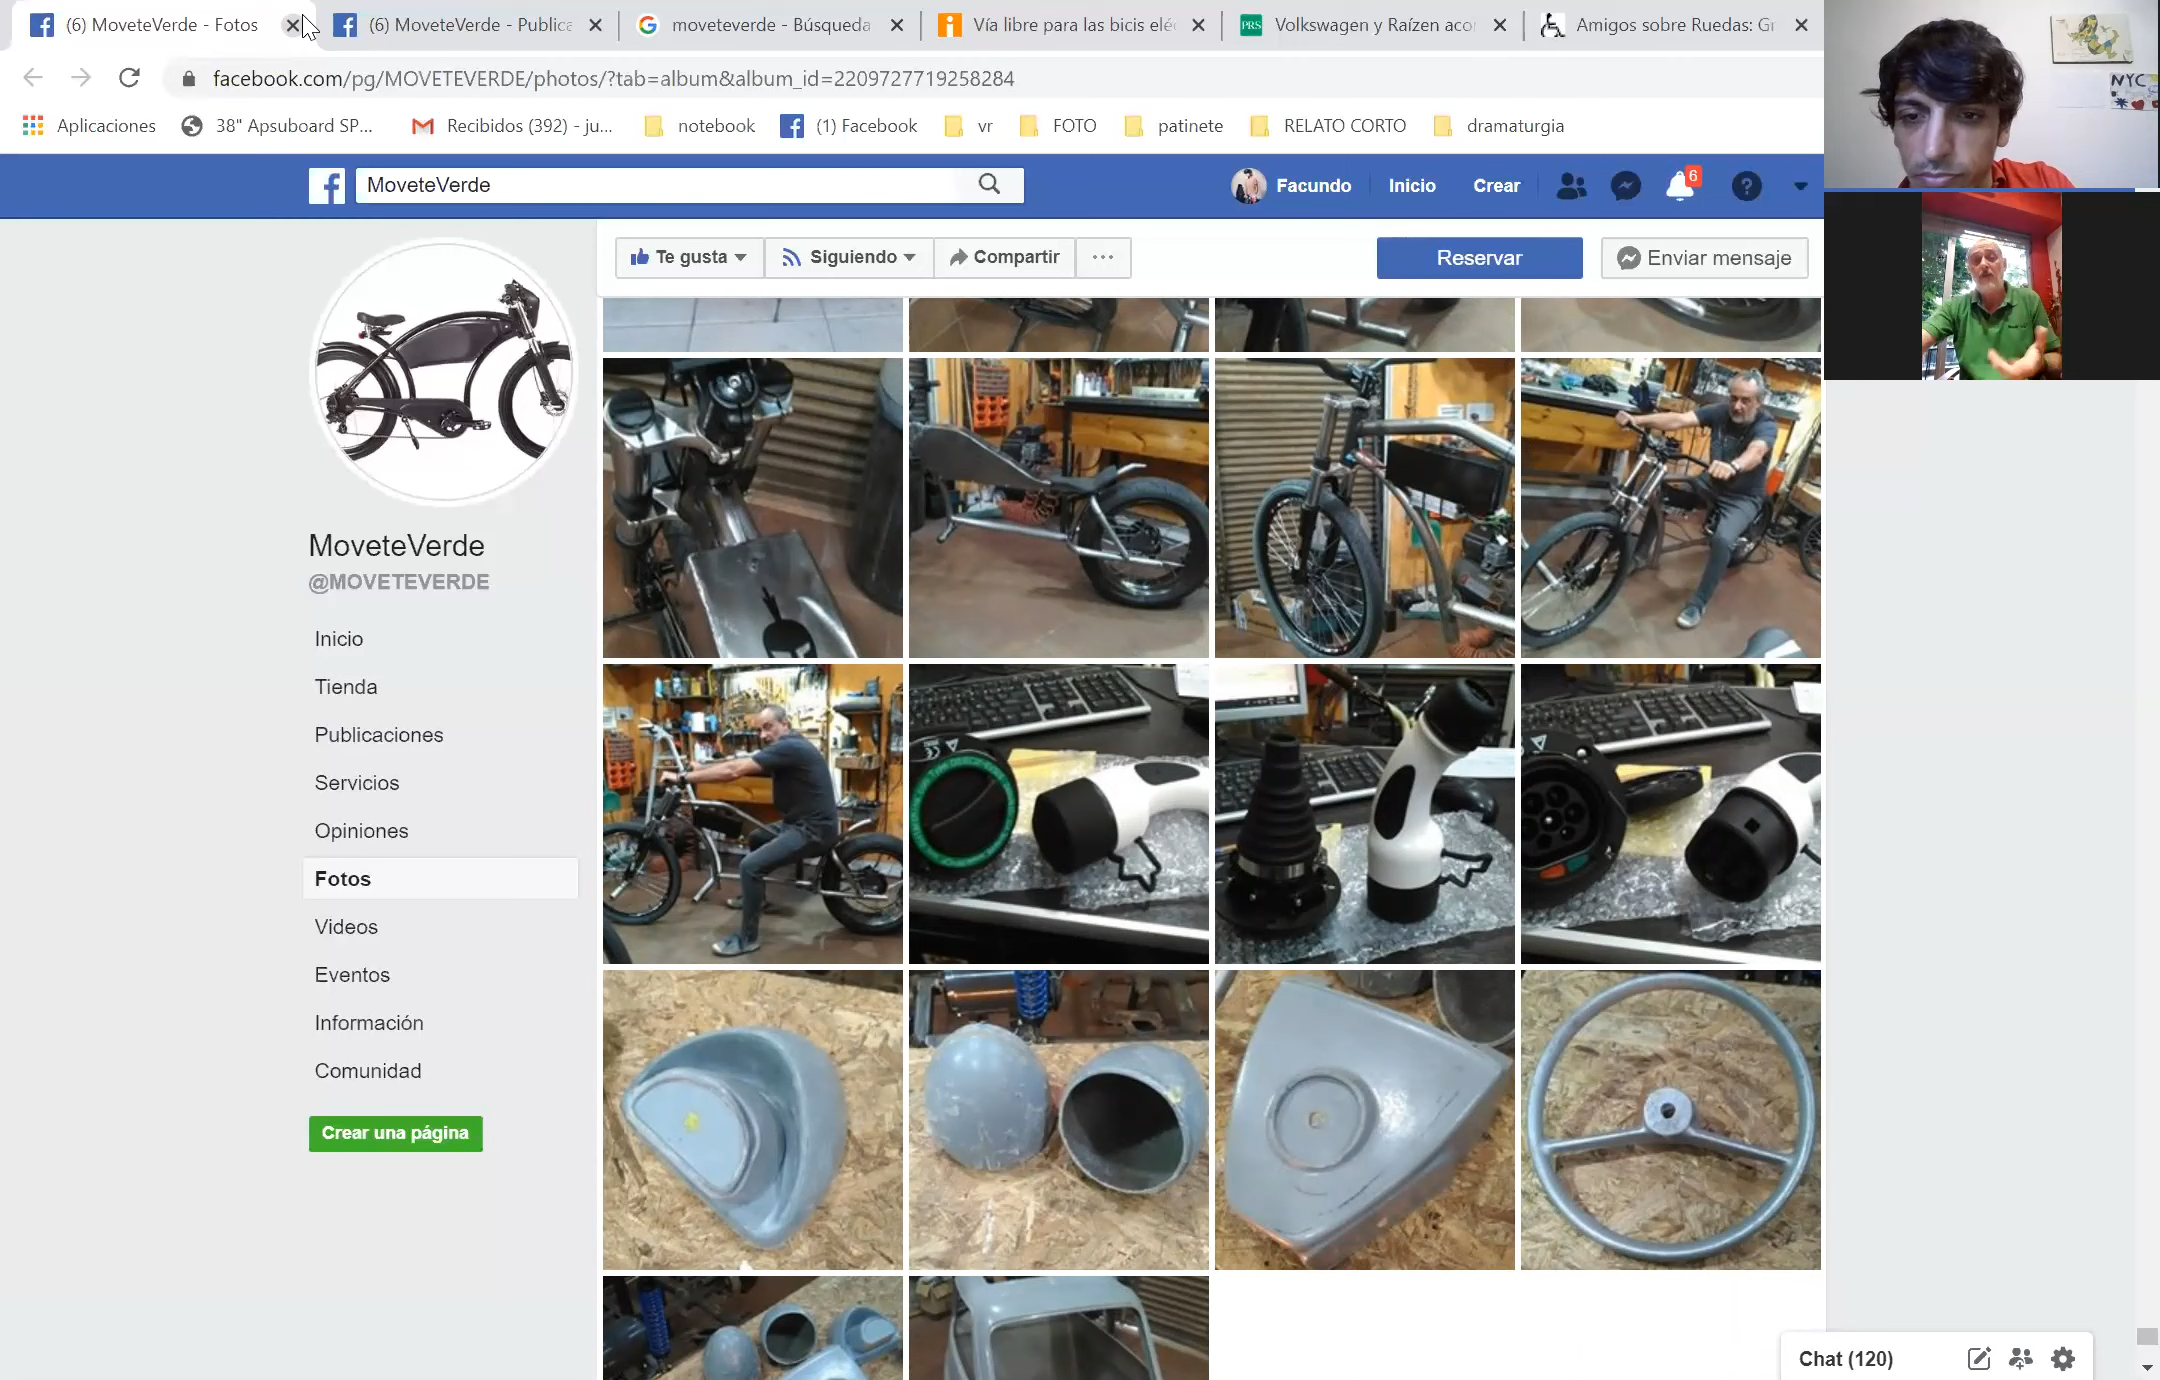 (6) MoveteVerde - Fotos
(6) MoveteVerde - Publica
moveteverde - Búsqueda
Vía libre para las bicis elé
Volkswagen y Raízen aco
Amigos sobre Ruedas: Gr
facebook.com/pg/MOVETEVERDE/photos/?tab=album&album_id=2209727719258284
Aplicaciones
38" Apsuboard SP...
Recibidos (392) - ju...
notebook
(1) Facebook
vr
FOTO
patinete
RELATO CORTO
dramaturgia
MoveteVerde
Facundo
Inicio
Crear
6
Te gusta
Siguiendo
Compartir
Reservar
Enviar mensaje
MoveteVerde
@MOVETEVERDE
Inicio
Tienda
Publicaciones
Servicios
Opiniones
Fotos
Videos
Eventos
Información
Comunidad
Crear una página
Chat (120)
PRS
NYC